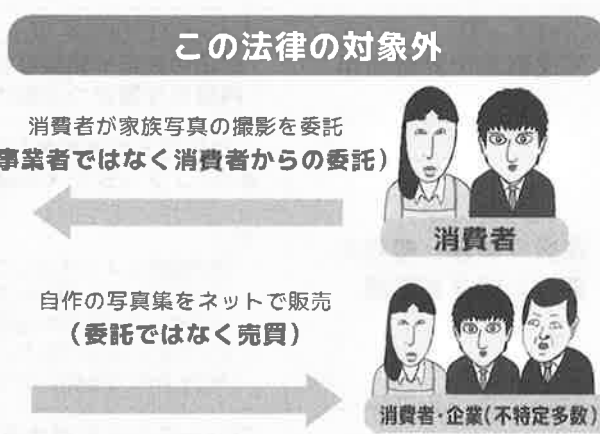 この法律の対象外
消費者が家族写真の撮影を委託
事業者ではなく消費者からの委託）
消費者
自作の写真集をネットで販売
（委託ではなく売買）
消費者・企業（不特定多数）